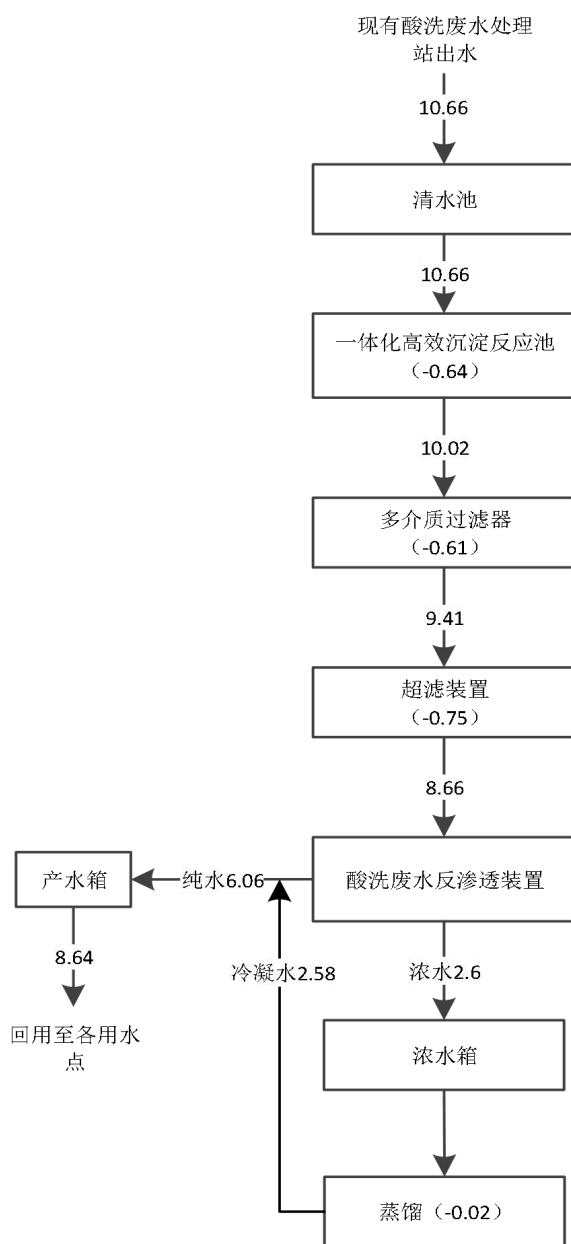 现有酸洗废水处理
站出水
10.66
清水池
10.66
一体化高效沉淀反应池
（-0.64）
10.02
多介质过滤器
（-0.61）
9.41
超滤装置
（-0.75）
8.66
酸洗废水反渗透装置
纯水6.06
产水箱
8.64
回用至各用水
点
冷凝水2.58
浓水2.6
浓水箱
蒸馏（-0.02）